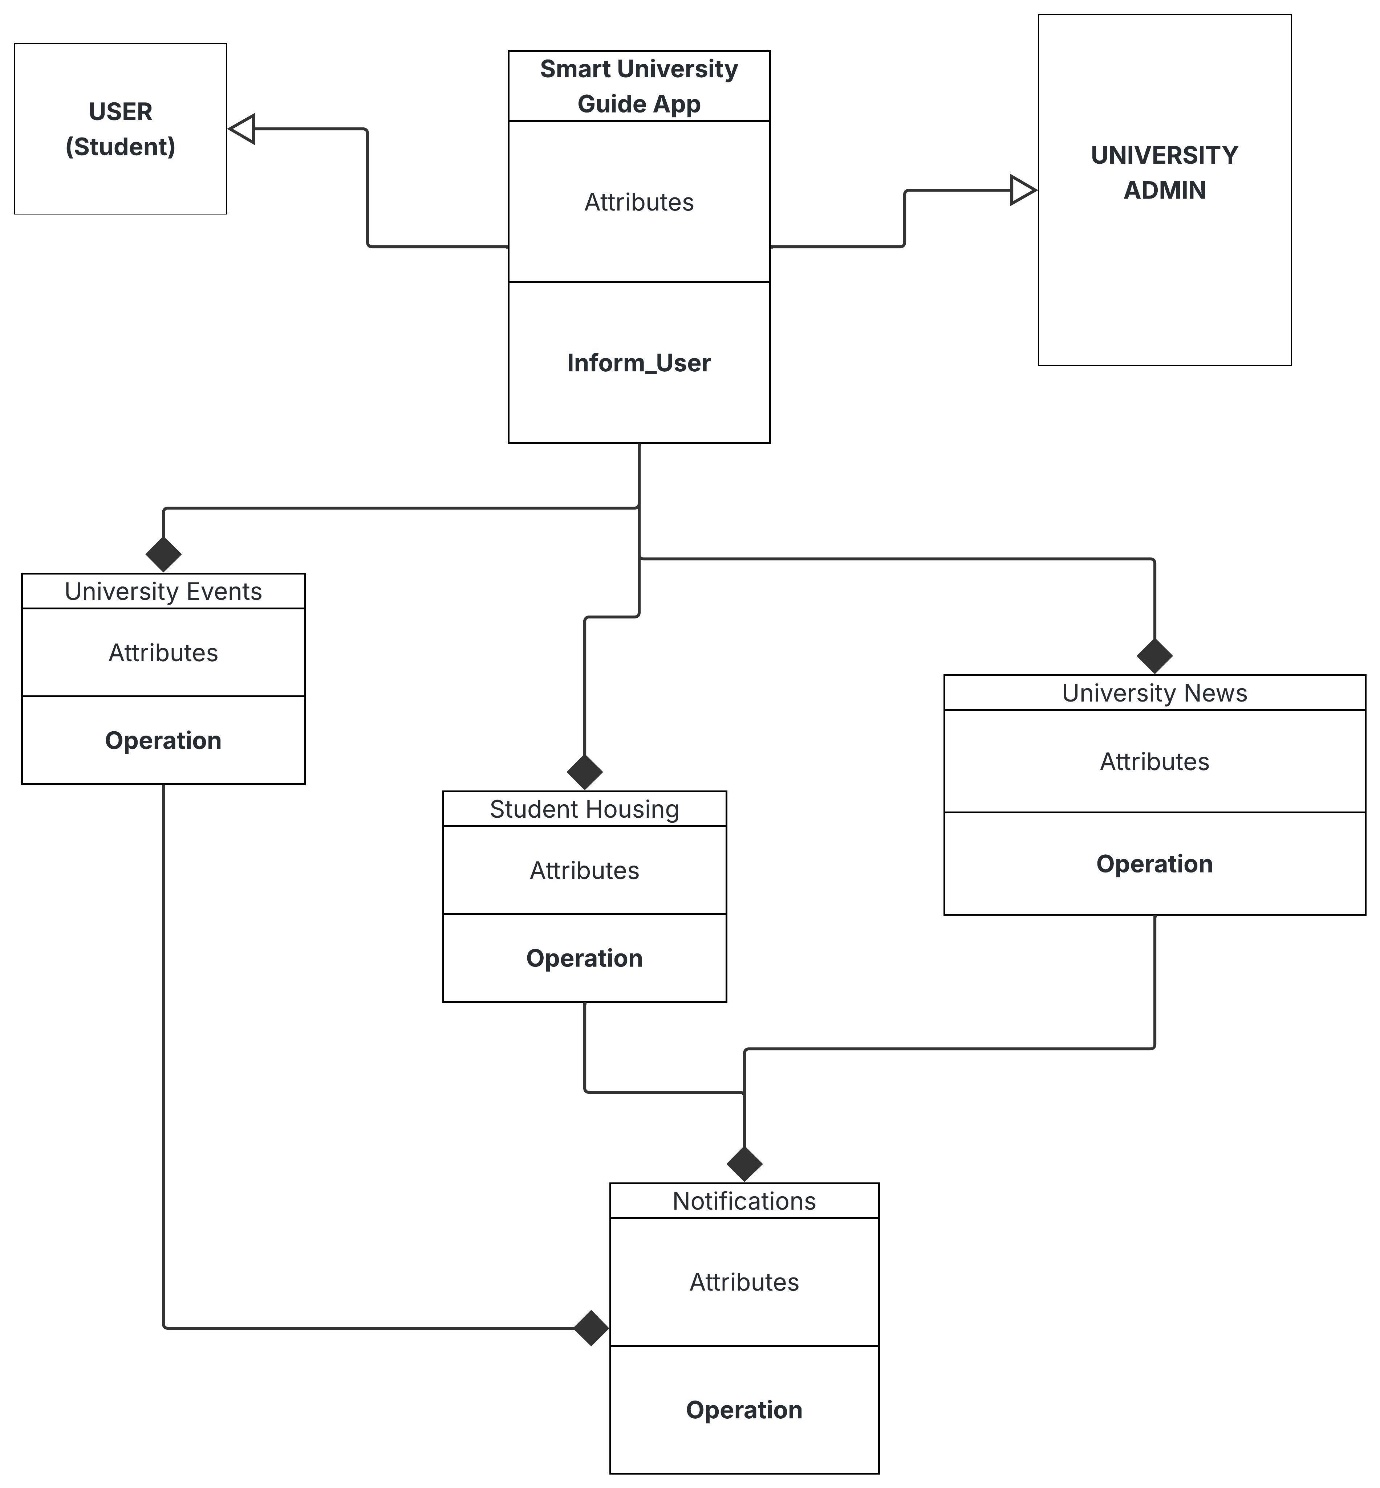 USER
(Student)
Smart University
Guide App
Attributes
Inform_User
UNIVERSITY
ADMIN
University Events
Attributes
Operation
Student Housing
Attributes
Operation
University News
Attributes
Operation
Notifications
Attributes
Operation